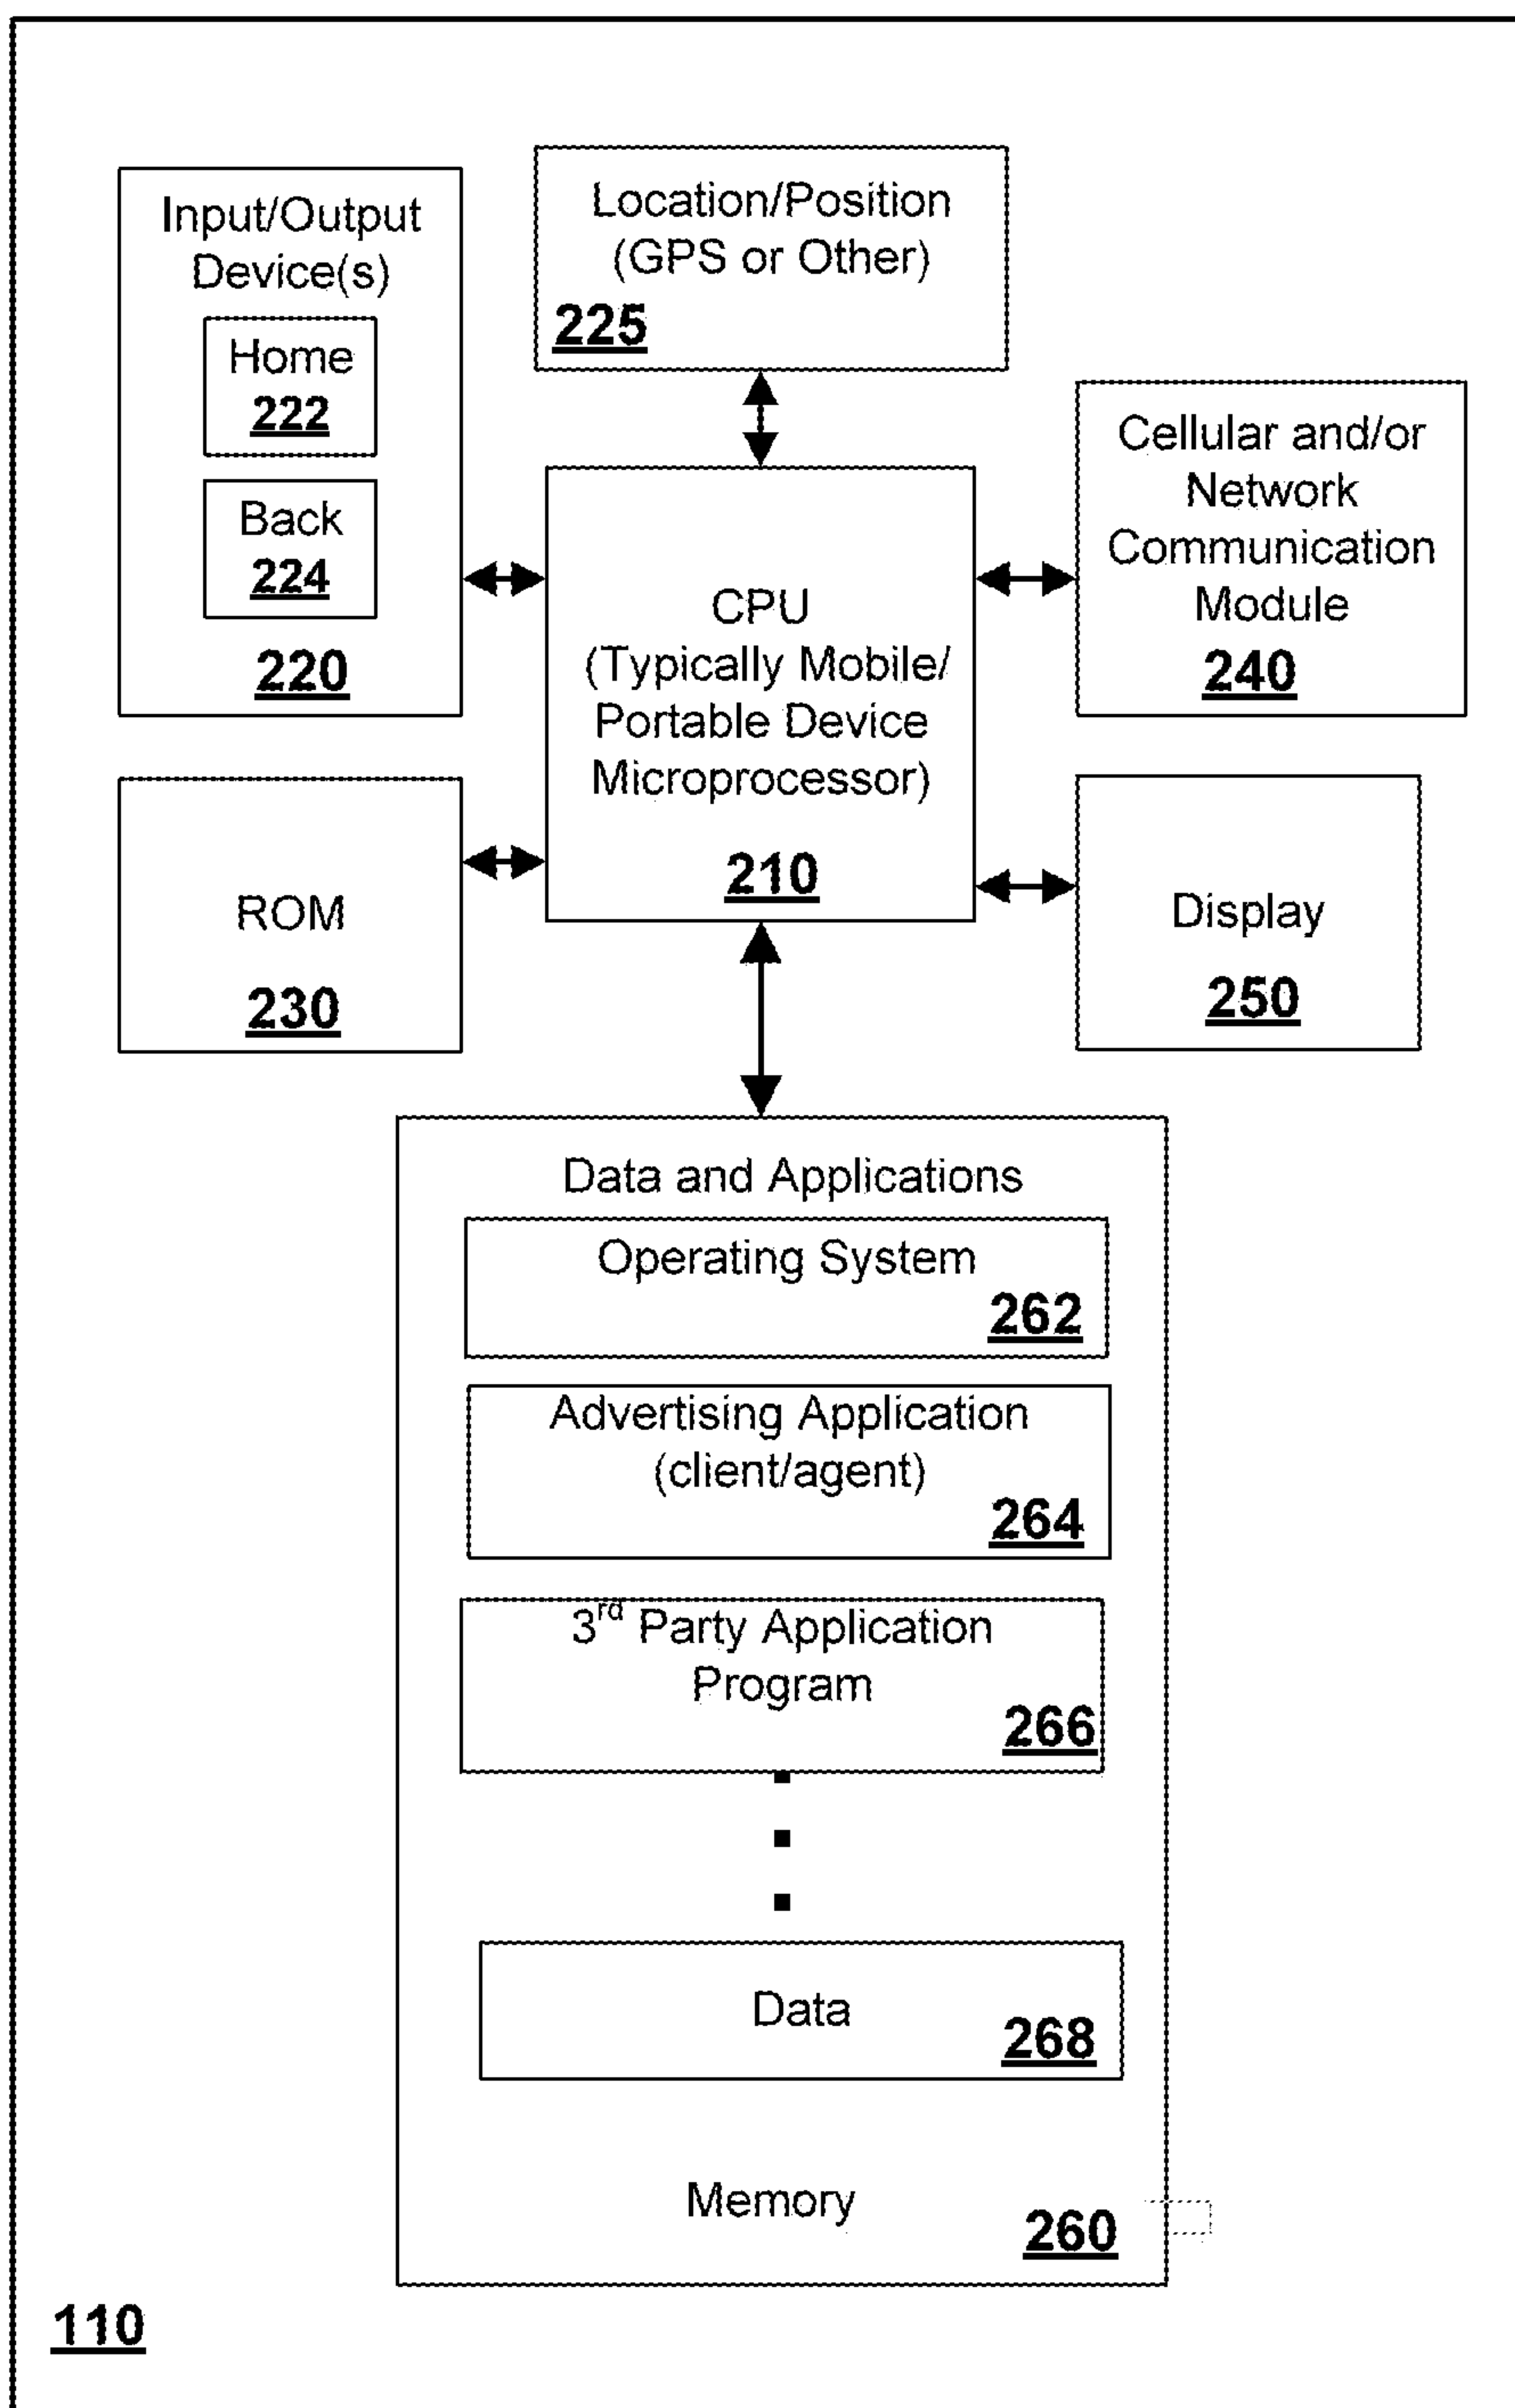 Input/Output
Device(s)
Home
222
Back
224
220
Location/Position
(GPS or Other)
225
Cellular and/or
Network
Communication
Module
240
CPU
(Typically Mobile/
Portable Device
Microprocessor)
210
ROM
230
Display
250
Data and Applications
Operating System
262
Advertising Application
(client/agent)
264
3rd Party Application
Program
266
Data
268
Memory
260
110